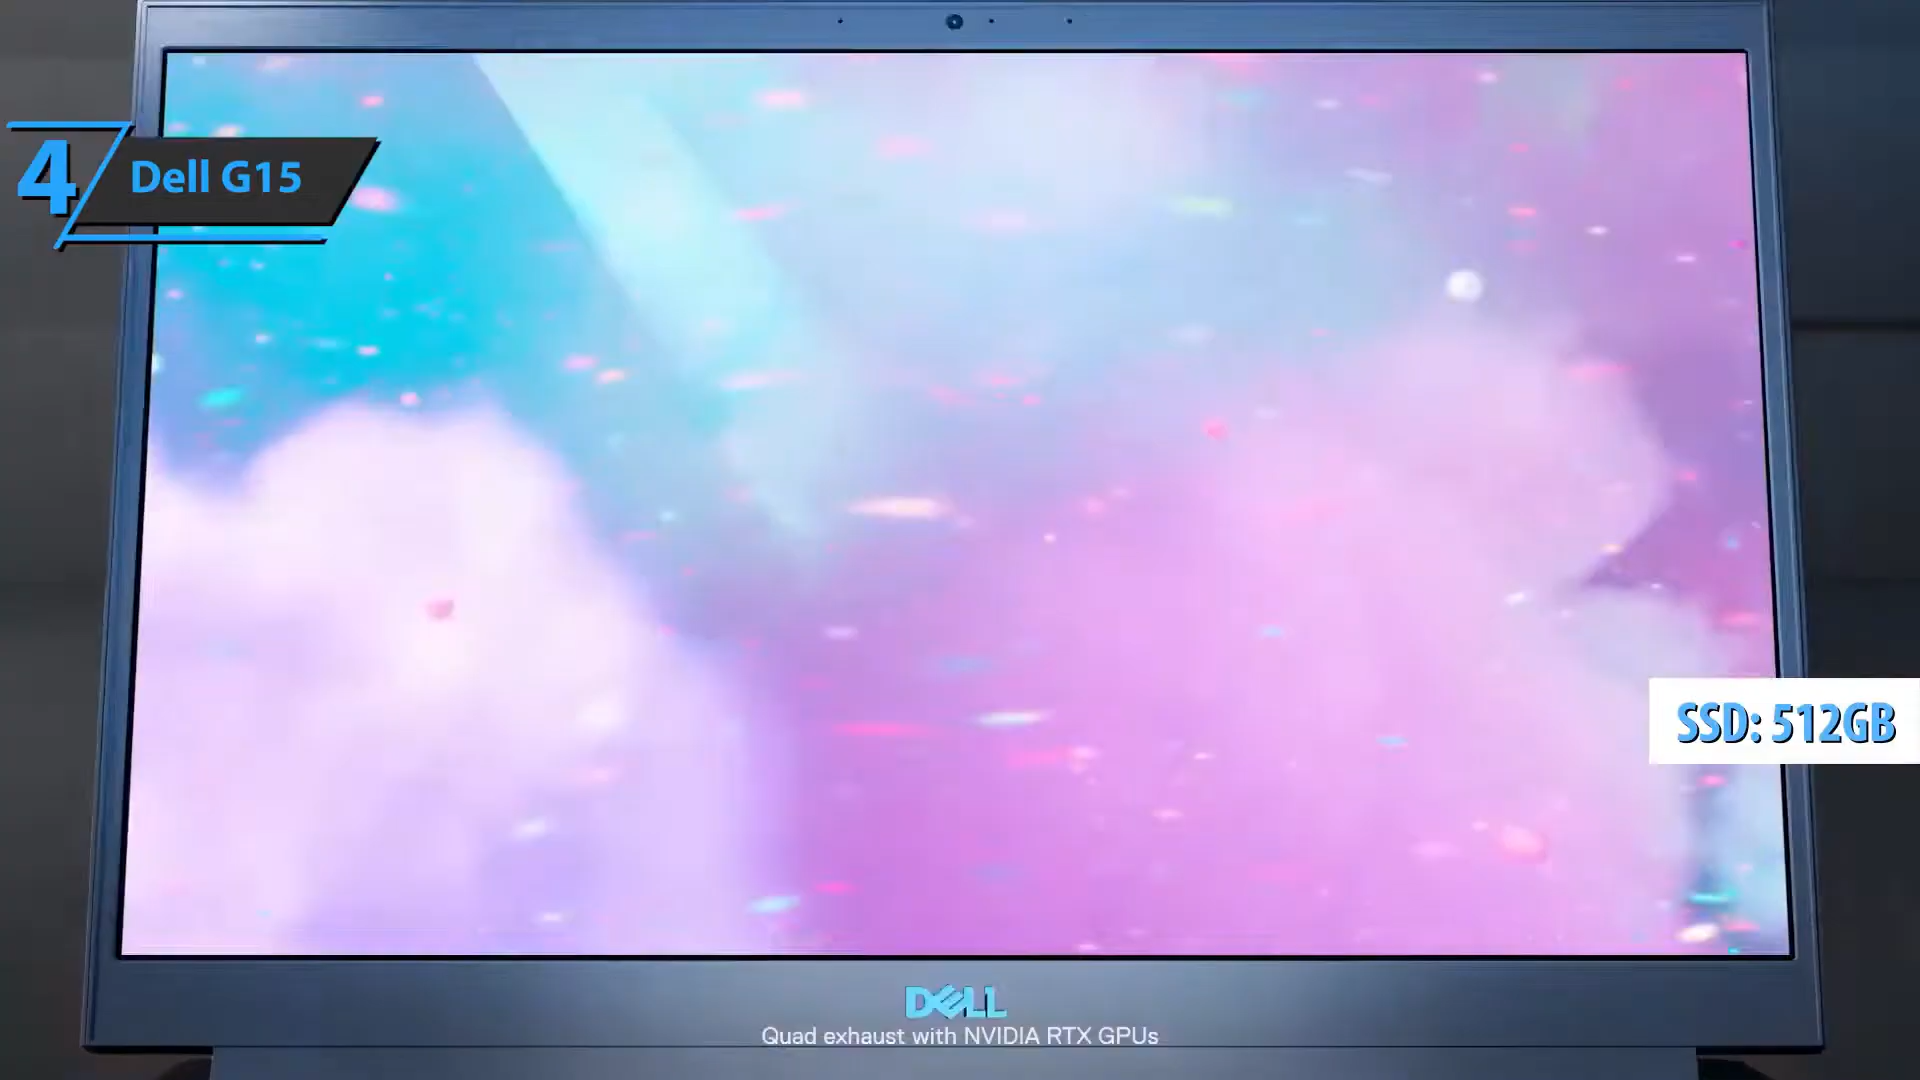 4
Dell G15
SSD: 512GB
DELL
Quad exhaust with NVIDIA RTX GPUs